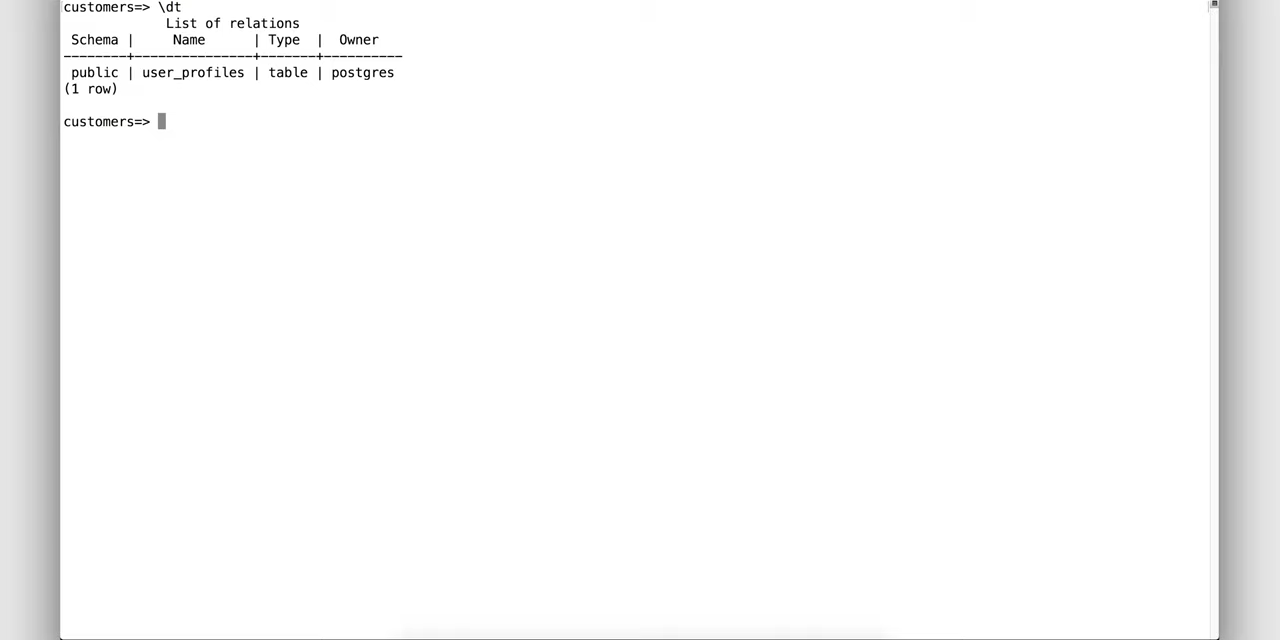 customers=> \dt
List of relations
Schema | Name | Type | Owner
--------+---------------+-------+----------
public | user_profiles | table | postgres
(1 row)
customers=>